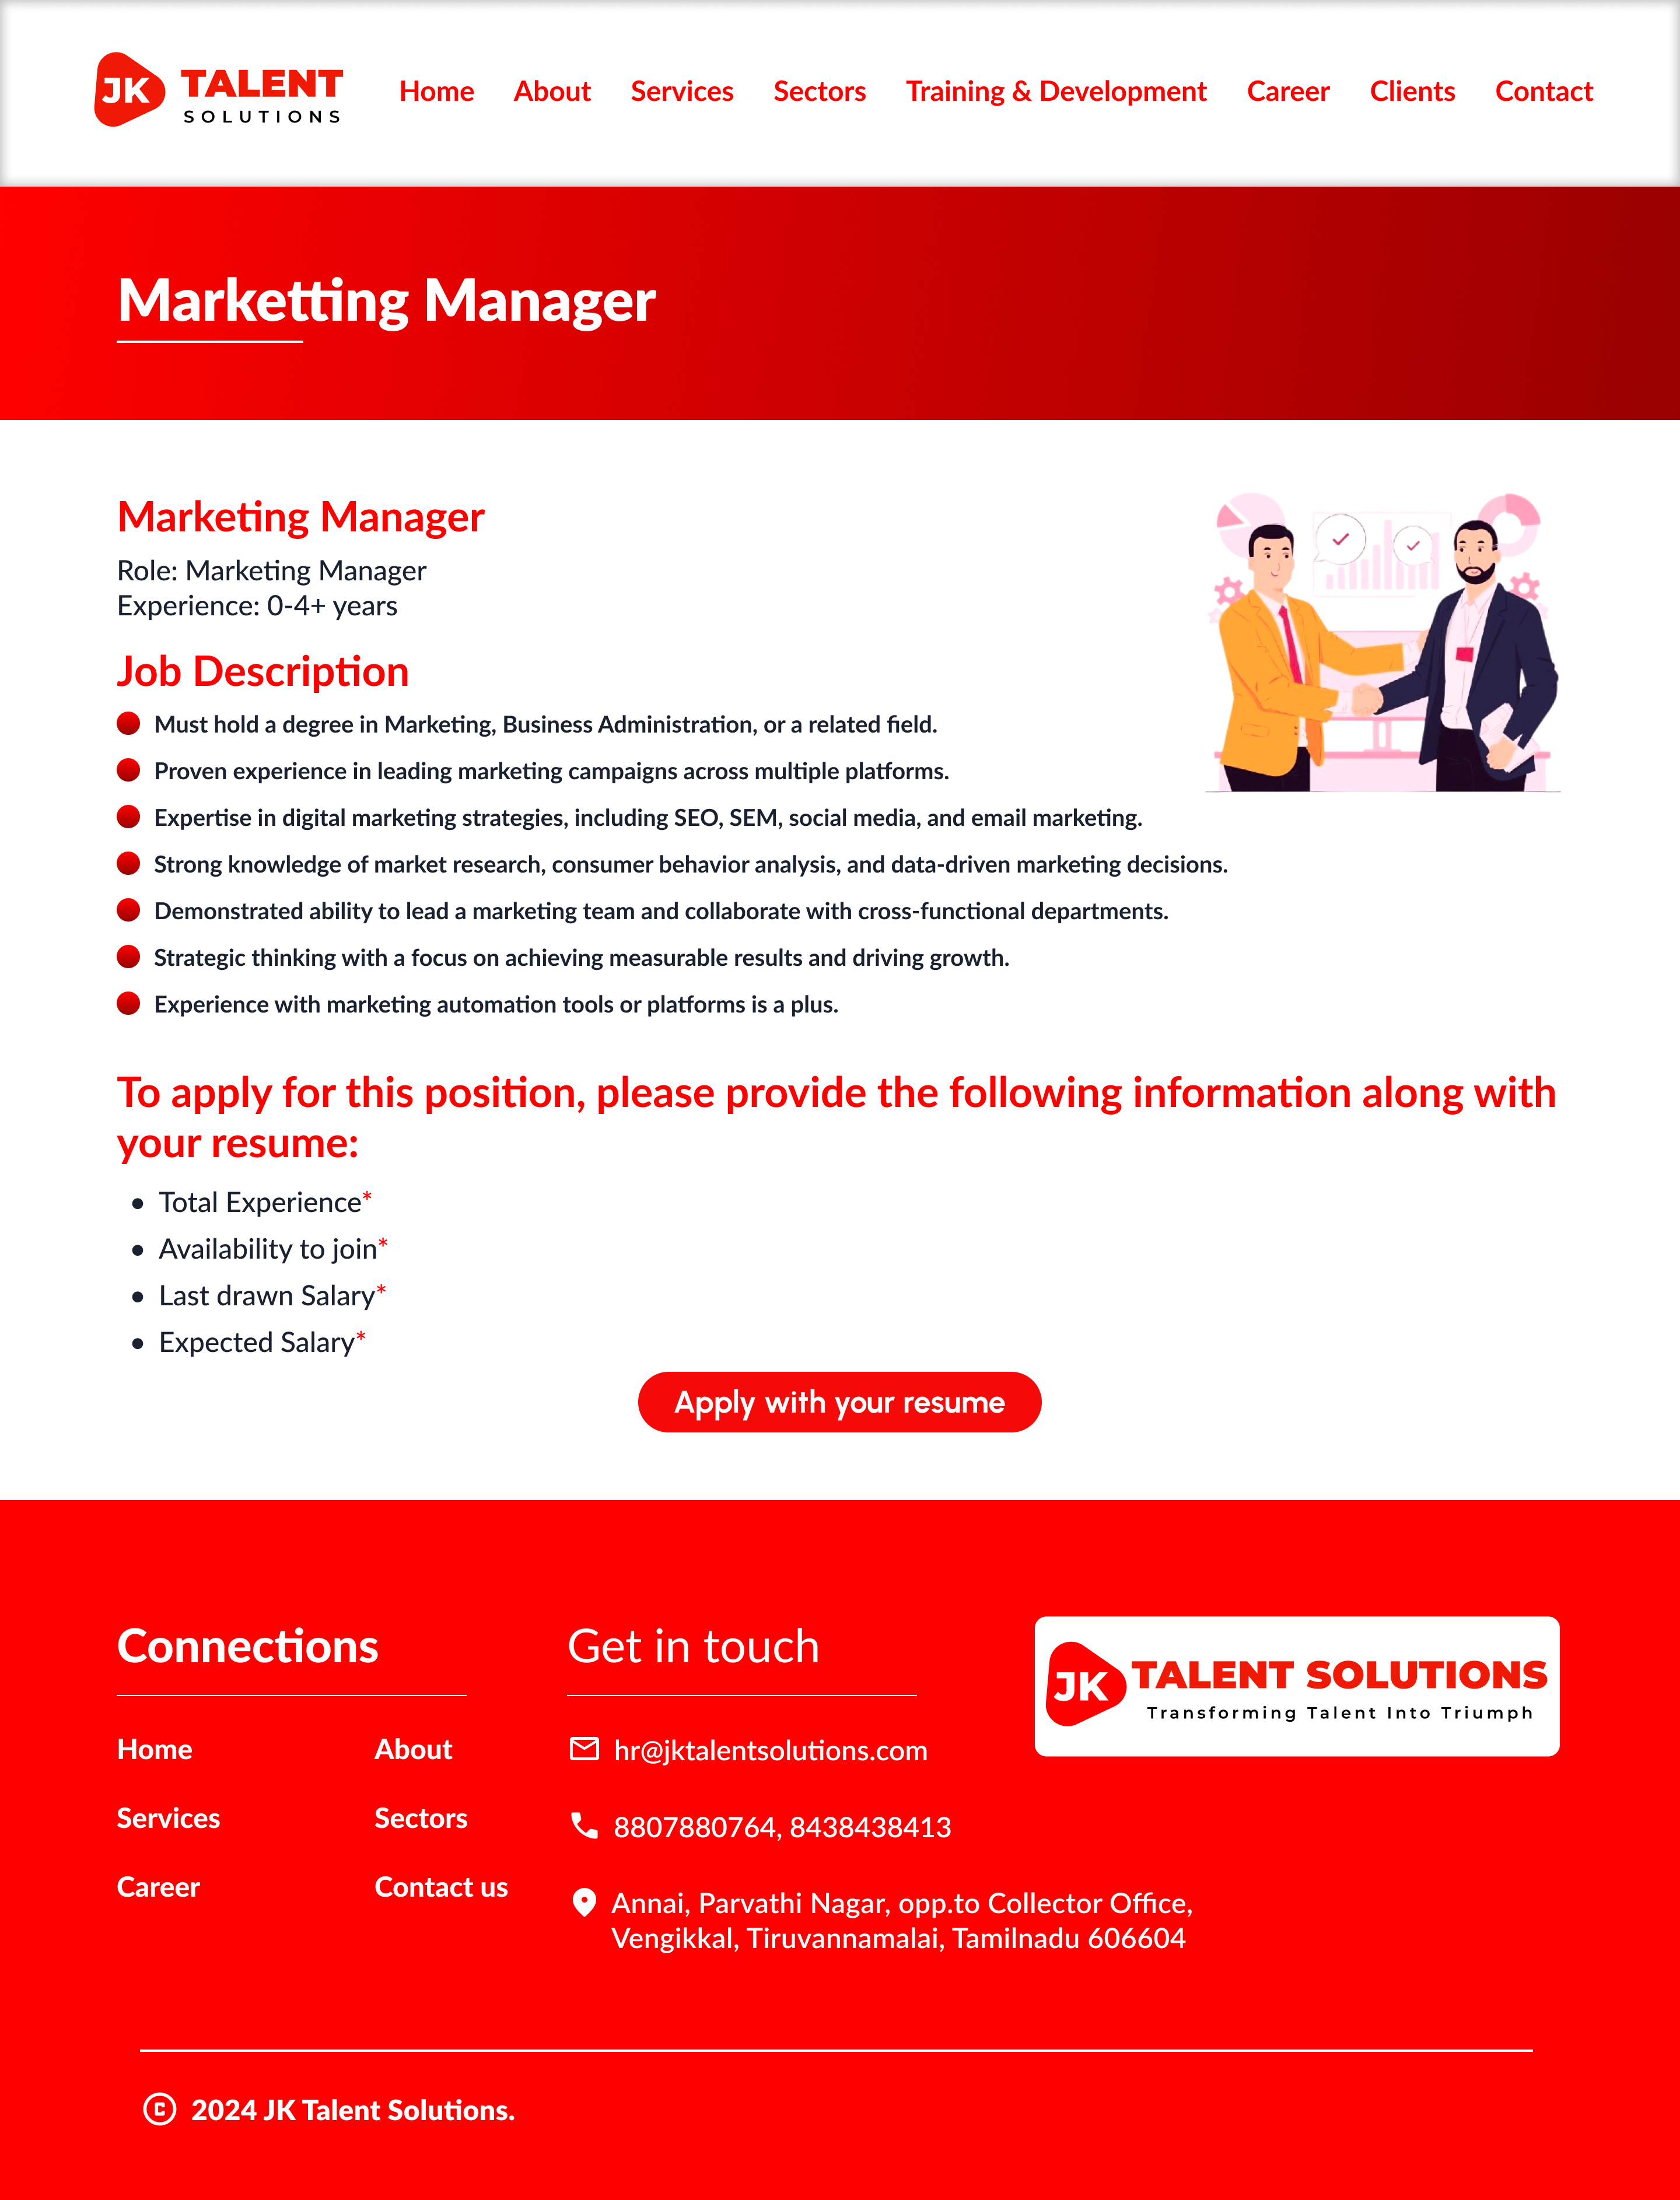 JK TALENT
SOLUTIONS
Home About Services Sectors Training & Development Career Clients Contact
Marketting Manager
Marketing Manager
Role: Marketing Manager
Experience: 0-4+ years
Job Description
Must hold a degree in Marketing, Business Administration, or a related field.
Proven experience in leading marketing campaigns across multiple platforms.
Expertise in digital marketing strategies, including SEO, SEM, social media, and email marketing.
Strong knowledge of market research, consumer behavior analysis, and data-driven marketing decisions.
Demonstrated ability to lead a marketing team and collaborate with cross-functional departments.
Strategic thinking with a focus on achieving measurable results and driving growth.
Experience with marketing automation tools or platforms is a plus.
To apply for this position, please provide the following information along with
your resume:
• Total Experience*
• Availability to join*
• Last drawn Salary*
• Expected Salary*
Apply with your resume
Connections
Home About
Services Sectors
Career Contact us
Get in touch
hr@jktalentsolutions.com
8807880764, 8438438413
Annai, Parvathi Nagar, opp.to Collector Office,
Vengikkal, Tiruvannamalai, Tamilnadu 606604
JK TALENT SOLUTIONS
Transforming Talent Into Triumph
© 2024 JK Talent Solutions.